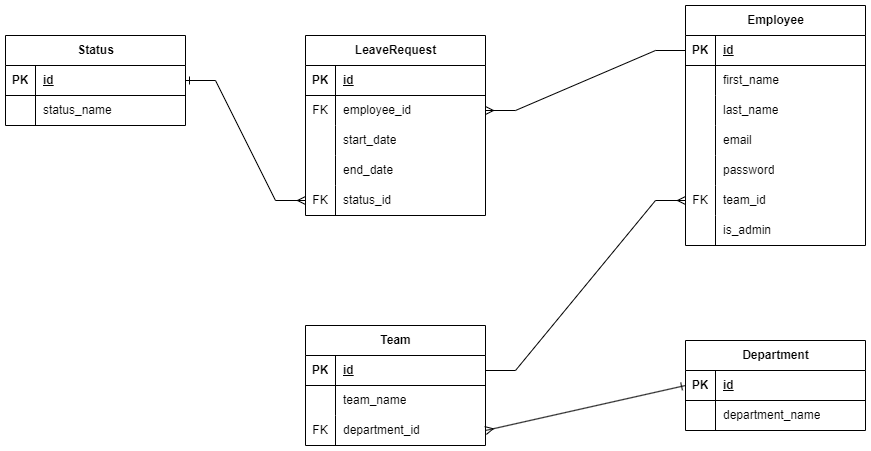 Status
PK id
status_name
LeaveRequest
PK id
FK employee_id
start_date
end_date
FK status_id
Employee
PK id
first_name
last_name
email
password
FK team_id
is_admin
Team
PK id
team_name
FK department_id
Department
PK id
department_name